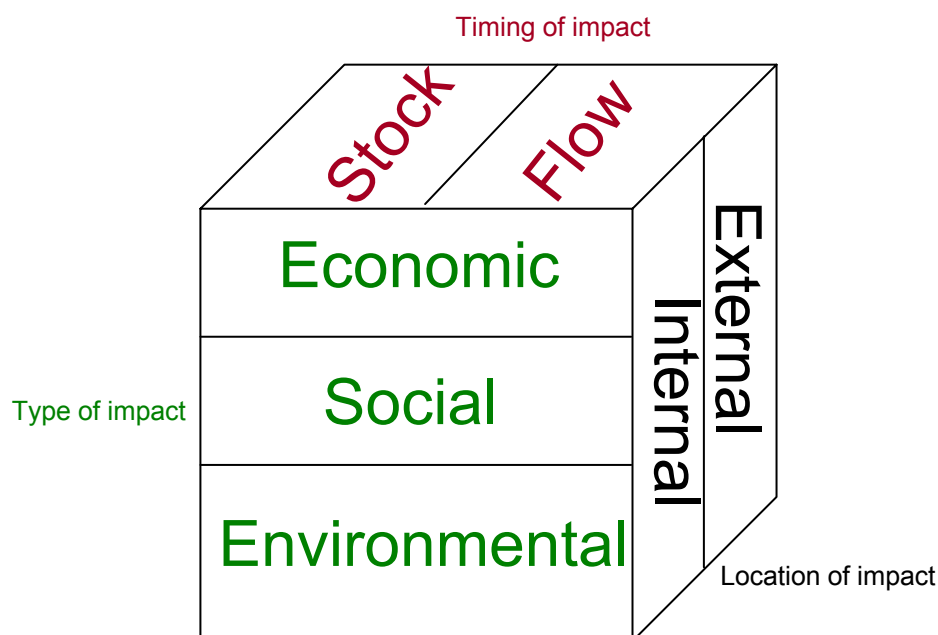 Timing of impact
Stock
Flow
Economic
Internal
External
Type of impact
Social
Environmental
Location of impact